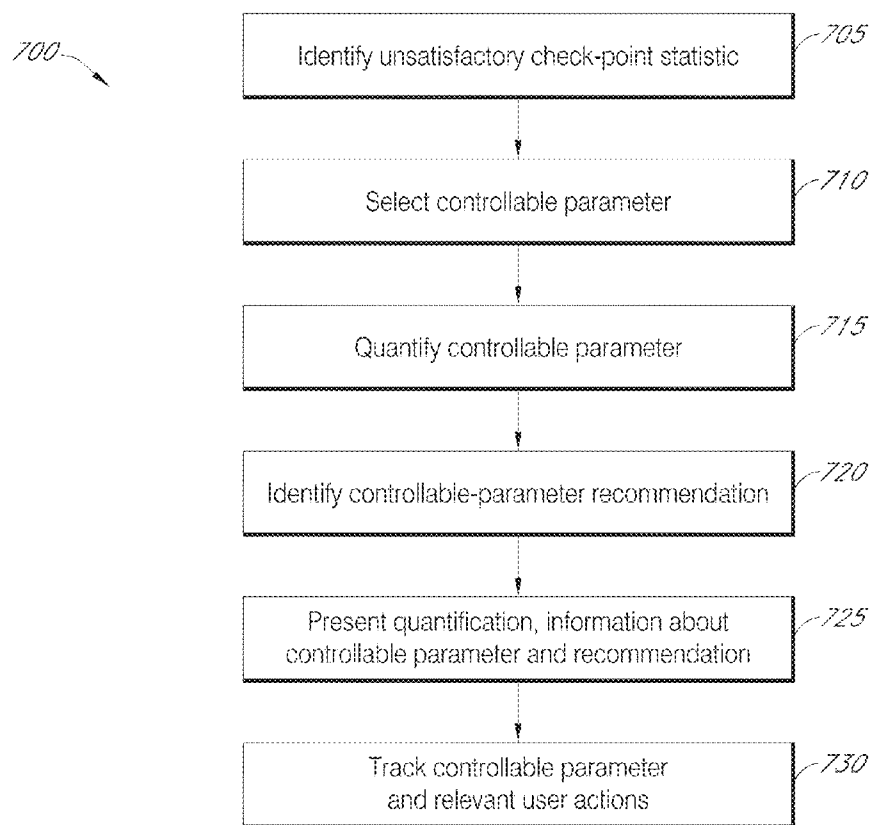 700
Identify unsatisfactory check-point statistic
705
Select controllable parameter
710
Quantify controllable parameter
715
Identify controllable-parameter recommendation
720
Present quantification, information about
controllable parameter and recommendation
725
Track controllable parameter
and relevant user actions
730